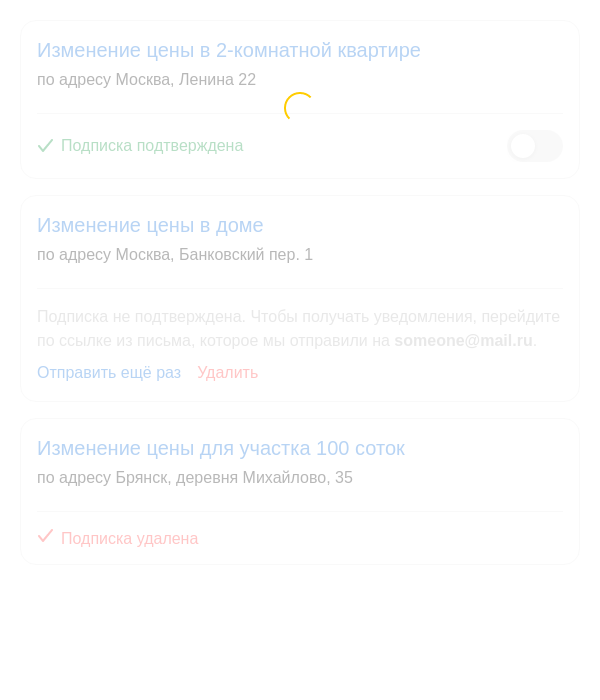 Изменение цены в 2-комнатной квартире
по адресу Москва, Ленина 22
Подписка подтверждена
Изменение цены в доме
по адресу Москва, Банковский пер. 1
Подписка не подтверждена. Чтобы получать уведомления, перейдите
по ссылке из письма, которое мы отправили на someone@mail.ru.
Отправить ещё раз Удалить
Изменение цены для участка 100 соток
по адресу Брянск, деревня Михайлово, 35
Подписка удалена